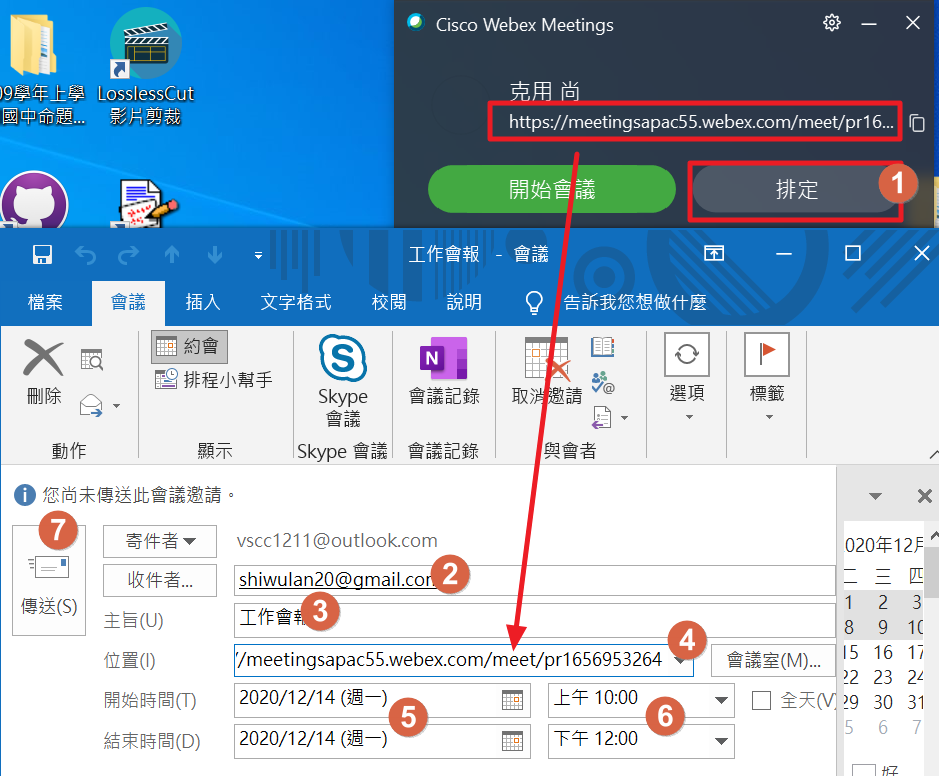 Cisco Webex Meetings
09學年上學
國中命題...
LosslessCut
影片剪裁
克用 尚
https://meetingsapac55.webex.com/meet/pr16...
開始會議
排定
1
工作會報 - 會議
檔案
會議
插入
文字格式
校閱
說明
告訴我您想做什麼
刪除
動作
約會
排程小幫手
顯示
Skype
會議
Skype 會議
會議記錄
會議記錄
取消邀請
與會者
選項
標籤
您尚未傳送此會議邀請。
7
傳送(S)
寄件者
vscc1211@outlook.com
收件者...
shiwulan20@gmail.com
2
主旨(U)
工作會報
3
位置(I)
/meetingsapac55.webex.com/meet/pr1656953264
4
會議室(M)...
開始時間(T)
2020/12/14 (週一)
上午 10:00
全天(V)
5
6
結束時間(D)
2020/12/14 (週一)
下午 12:00
2020年12月
二 三 四
1 2 3
8 9 10
15 16 17
22 23 24
29 30 31
5 6 7
好